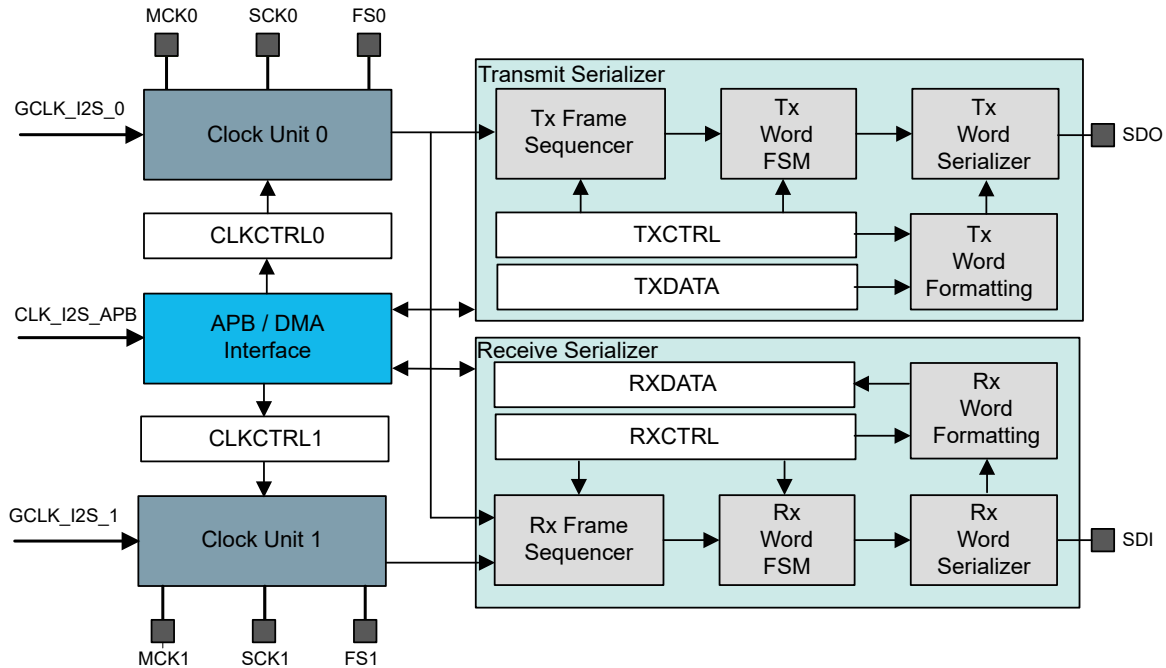 MCK0
SCK0
FS0
GCLK_I2S_0
Clock Unit 0
CLKCTRL0
CLK_I2S_APB
APB / DMA
Interface
CLKCTRL1
GCLK_I2S_1
Clock Unit 1
MCK1
SCK1
FS1
Transmit Serializer
Tx Frame
Sequencer
Tx
Word
FSM
Tx
Word
Serializer
SDO
TXCTRL
TXDATA
Tx
Word
Formatting
Receive Serializer
RXDATA
RXCTRL
Rx
Word
Formatting
Rx Frame
Sequencer
Rx
Word
FSM
Rx
Word
Serializer
SDI